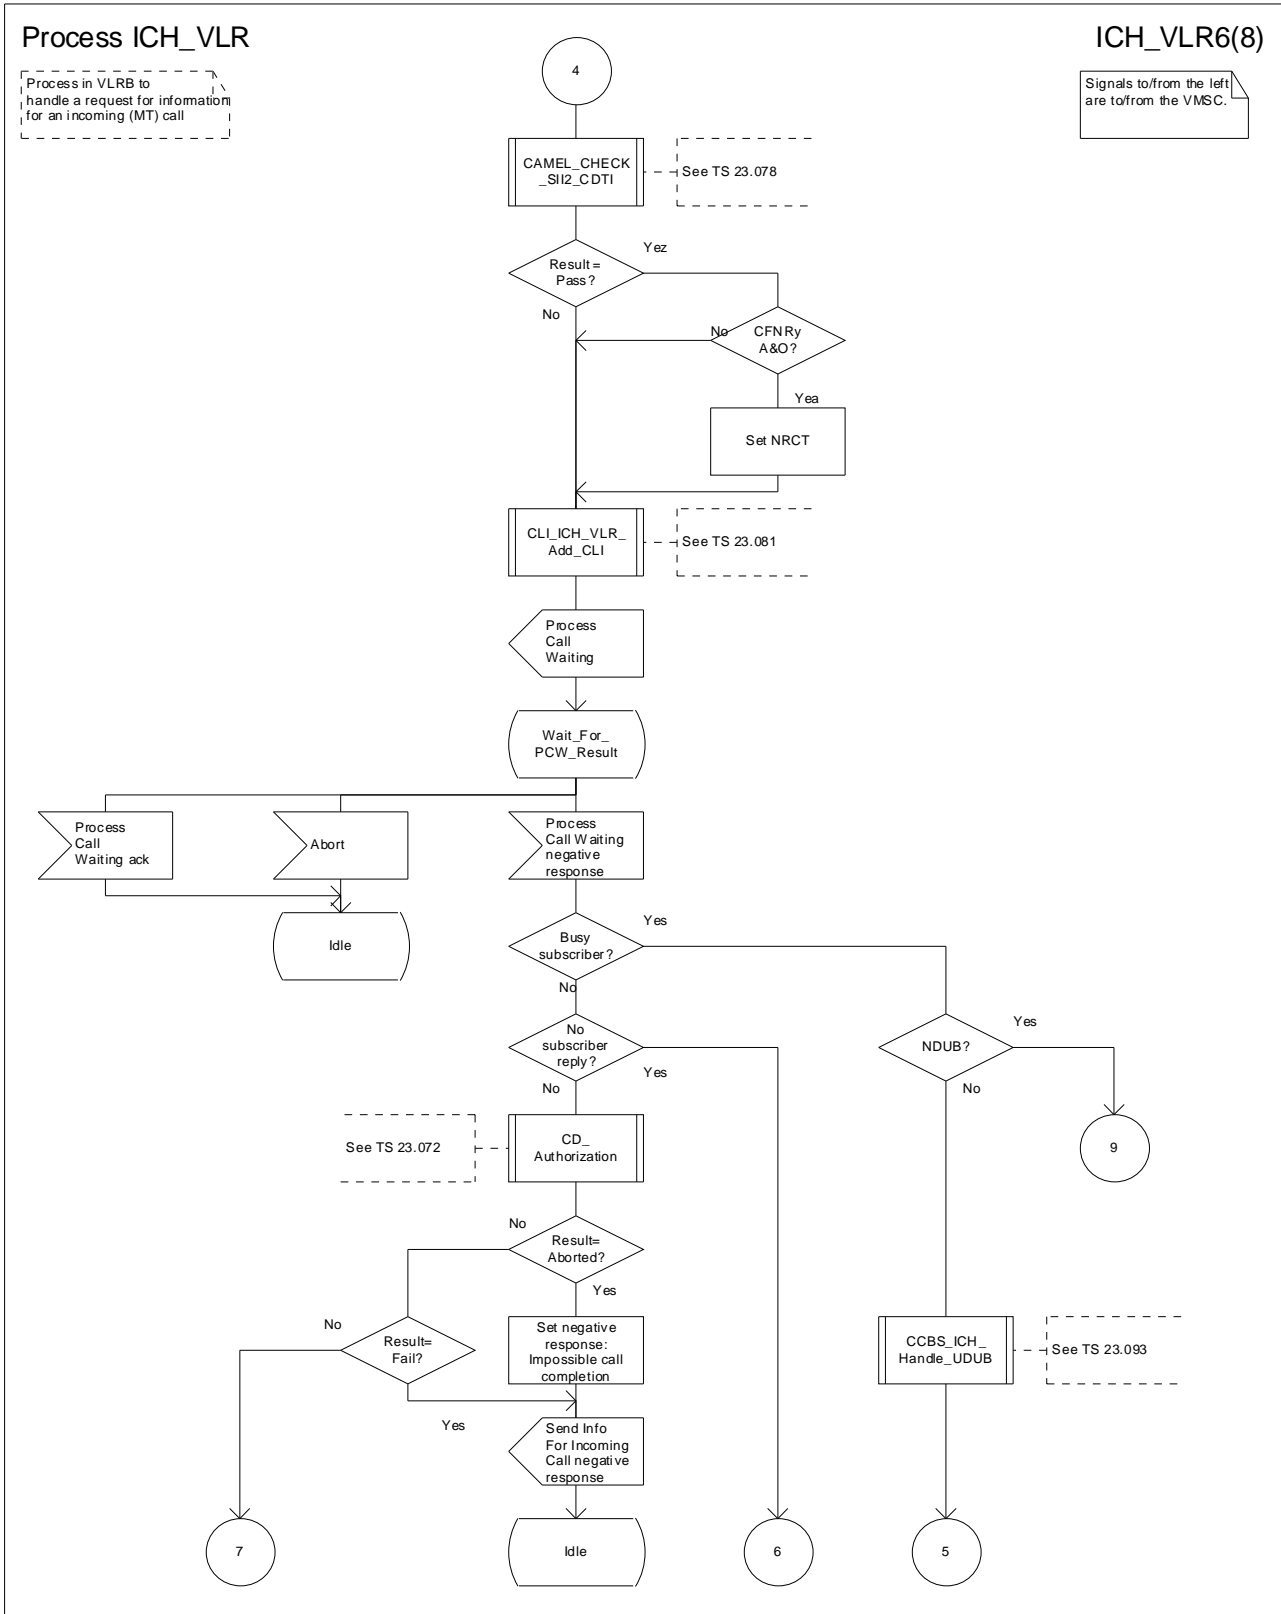 Process ICH_VLR
ICH_VLR6(8)
Process in VLRB to
handle a request for information
for an incoming (MT) call
Signals to/from the left
are to/from the VMSC.
4
CAMEL_CHECK
_SII2_CDTI
See TS 23.078
Yez
Result =
Pass?
No
No
CFNRy
A&O?
Yea
Set NRCT
CLI_ICH_VLR_
Add_CLI
See TS 23.081
Process
Call
Waiting
Wait_For_
PCW_Result
Process
Call
Waiting ack
Abort
Process
Call Waiting
negative
response
Idle
Busy
subscriber?
Yes
No
No
subscriber
reply?
Yes
No
NDUB?
Yes
No
See TS 23.072
CD_
Authorization
9
No
Result=
Aborted?
Yes
No
Result=
Fail?
Yes
Set negative
response:
Impossible call
completion
CCBS_ICH_
Handle_UDUB
See TS 23.093
Send Info
For Incoming
Call negative
response
7
Idle
6
5